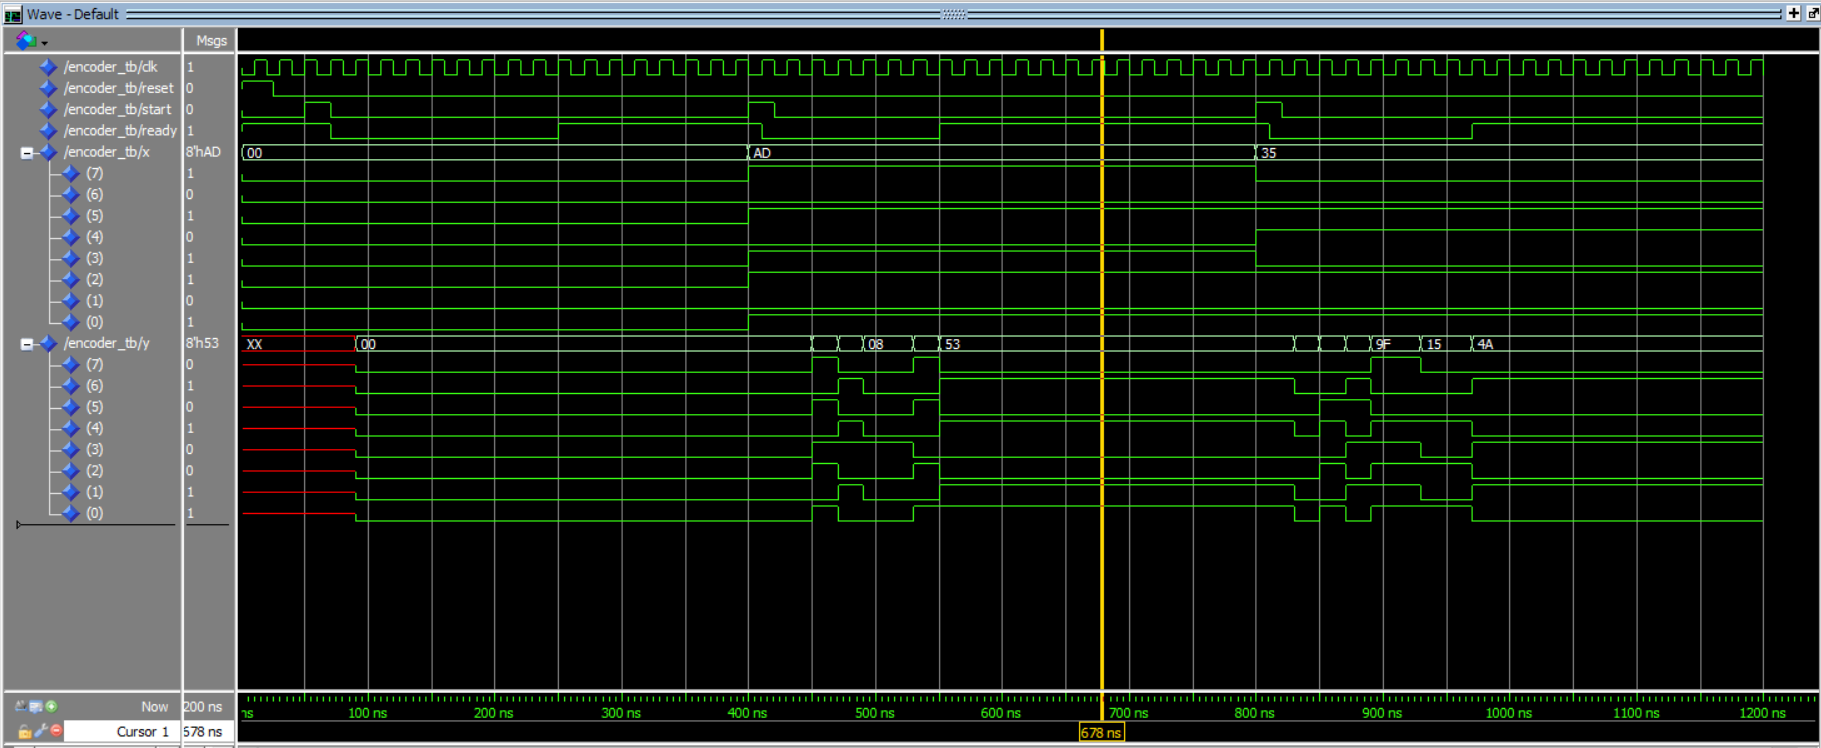 Wave - Default
Msgs
/encoder_tb/clk 1
/encoder_tb/reset 0
/encoder_tb/start 0
/encoder_tb/ready 1
/encoder_tb/x 8'hAD 00 AD 35
(7) 1
(6) 0
(5) 1
(4) 0
(3) 1
(2) 1
(1) 0
(0) 1
/encoder_tb/y 8'h53 XX 00 08 53 9F 15 4A
(7) 0
(6) 1
(5) 0
(4) 1
(3) 0
(2) 0
(1) 1
(0) 1
Now 200 ns ns 100 ns 200 ns 300 ns 400 ns 500 ns 600 ns 700 ns 800 ns 900 ns 1000 ns 1100 ns 1200 ns
Cursor 1 678 ns 678 ns